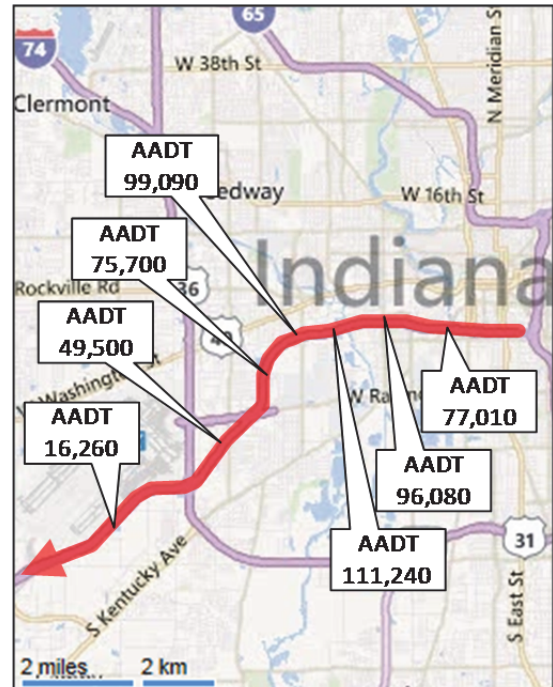 65
74
W 38th St
N Meridian S
Clermont
AADT
99,090
edway
W 16th St
AADT
75,700
Indiana
Rockville Rd
36
AADT
49,500
40
Washington St
AADT
77,010
W Ra
AADT
16,260
AADT
96,080
AADT
111,240
31
S Kentucky Ave
S East St
2 miles
2 km